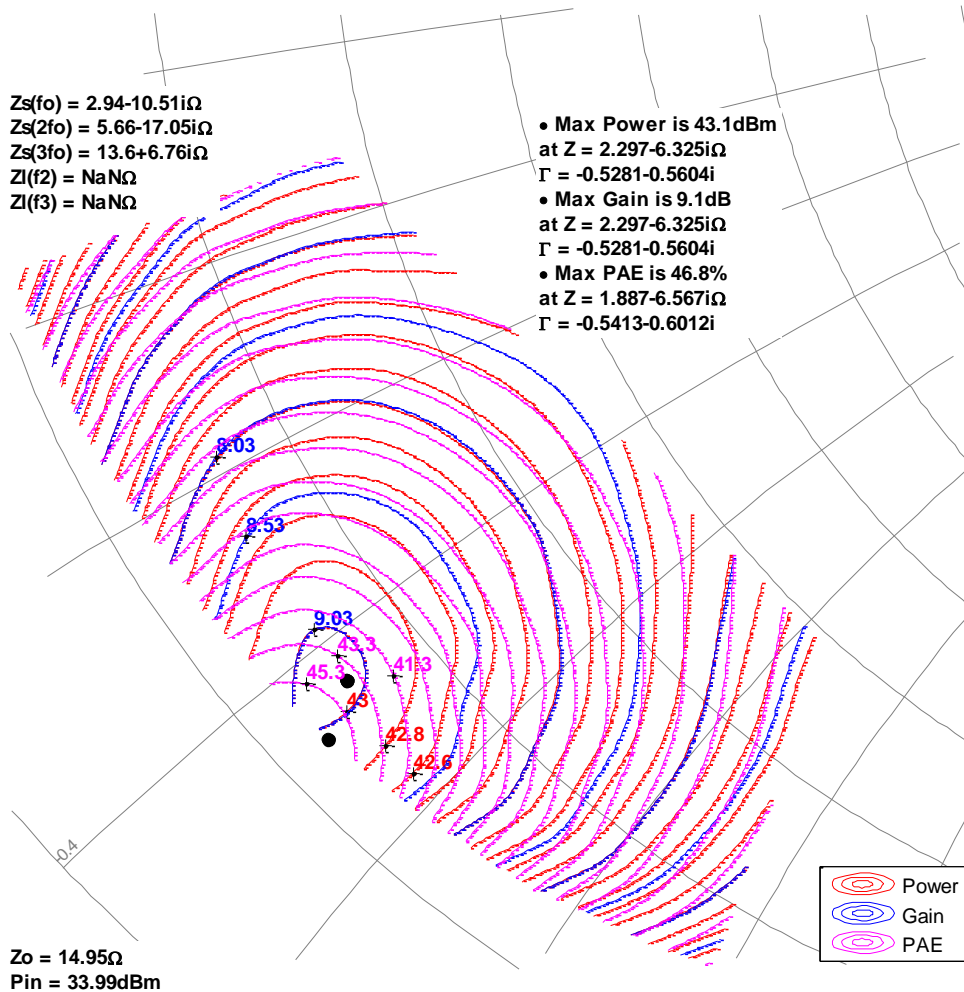 Zs(fo) = 2.94-10.51iΩ
Zs(2fo) = 5.66-17.05iΩ
Zs(3fo) = 13.6+6.76iΩ
Zl(f2) = NaNΩ
Zl(f3) = NaNΩ
• Max Power is 43.1dBm
at Z = 2.297-6.325iΩ
Γ = -0.5281-0.5604i
• Max Gain is 9.1dB
at Z = 2.297-6.325iΩ
Γ = -0.5281-0.5604i
• Max PAE is 46.8%
at Z = 1.887-6.567iΩ
Γ = -0.5413-0.6012i
8.03
8.53
9.03
43.3
45.3
41.3
43
42.8
42.6
-0.4
Power
Gain
PAE
Zo = 14.95Ω
Pin = 33.99dBm